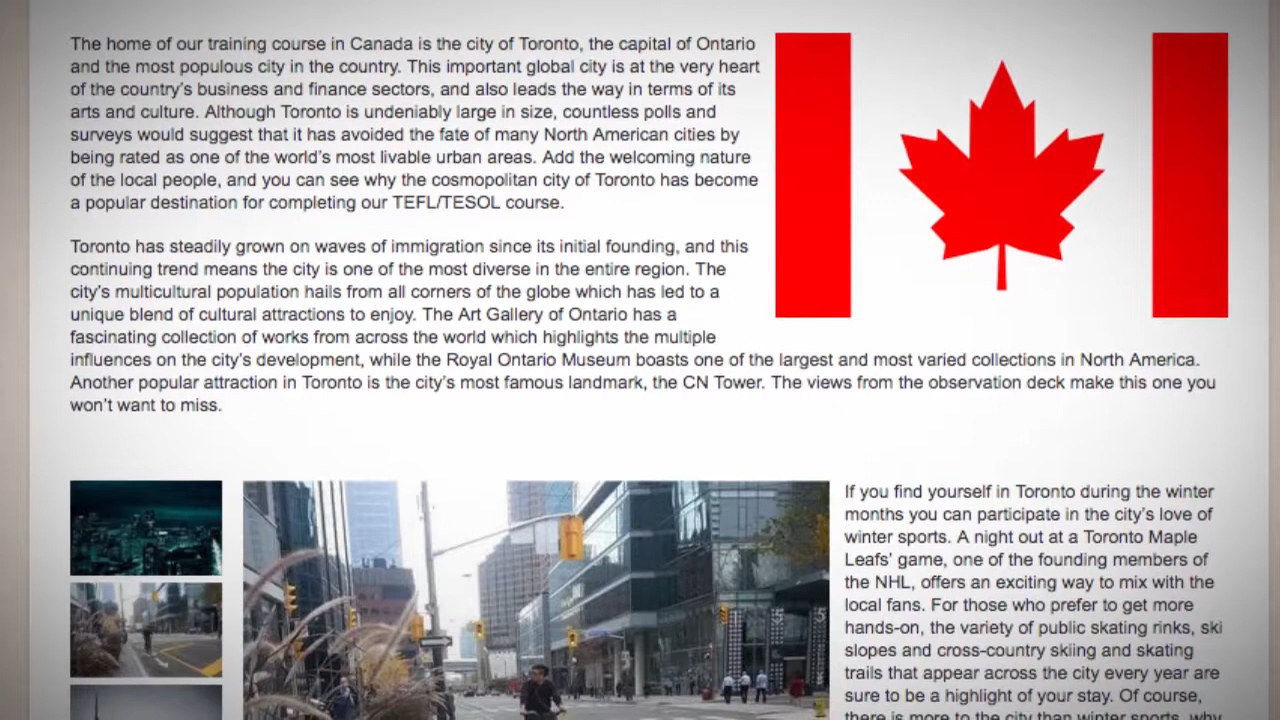 The home of our training course in Canada is the city of Toronto, the capital of Ontario
and the most populous city in the country. This important global city is at the very heart
of the country's business and finance sectors, and also leads the way in terms of its
arts and culture. Although Toronto is undeniably large in size, countless polls and
surveys would suggest that it has avoided the fate of many North American cities by
being rated as one of the world's most livable urban areas. Add the welcoming nature
of the local people, and you can see why the cosmopolitan city of Toronto has become
a popular destination for completing our TEFL/TESOL course.
Toronto has steadily grown on waves of immigration since its initial founding, and this
continuing trend means the city is one of the most diverse in the entire region. The
city's multicultural population hails from all corners of the globe which has led to a
unique blend of cultural attractions to enjoy. The Art Gallery of Ontario has a
fascinating collection of works from across the world which highlights the multiple
influences on the city's development, while the Royal Ontario Museum boasts one of the largest and most varied collections in North America.
Another popular attraction in Toronto is the city's most famous landmark, the CN Tower. The views from the observation deck make this one you
won't want to miss.
If you find yourself in Toronto during the winter
months you can participate in the city's love of
winter sports. A night out at a Toronto Maple
Leafs' game, one of the founding members of
the NHL, offers an exciting way to mix with the
local fans. For those who prefer to get more
hands-on, the variety of public skating rinks, ski
slopes and cross-country skiing and skating
trails that appear across the city every year are
sure to be a highlight of your stay. Of course,
there is more to the city than winter sports, why